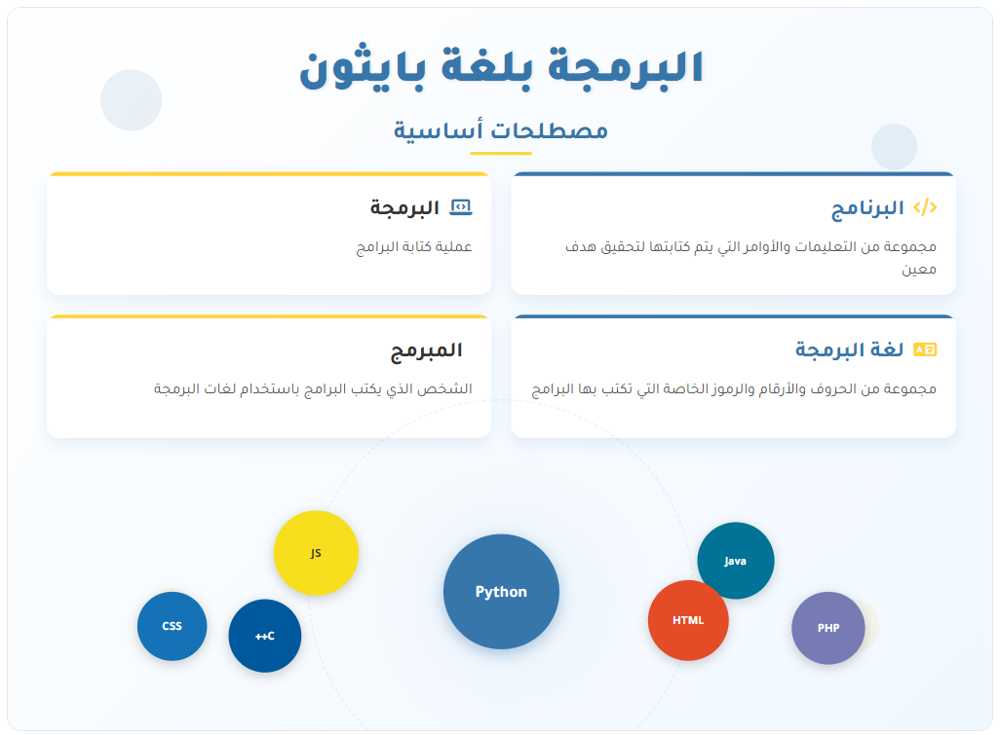 البرمجة بلغة بايثون
مصطلحات أساسية
البرنامج
مجموعة من التعليمات والأوامر التي يتم كتابتها لتحقيق هدف
معين
البرمجة
عملية كتابة البرامج
لغة البرمجة
مجموعة من الحروف والأرقام والرموز الخاصة التي تكتب بها البرامج
المبرمج
الشخص الذي يكتب البرامج باستخدام لغات البرمجة
Java
JS
Python
HTML
PHP
CSS
++C